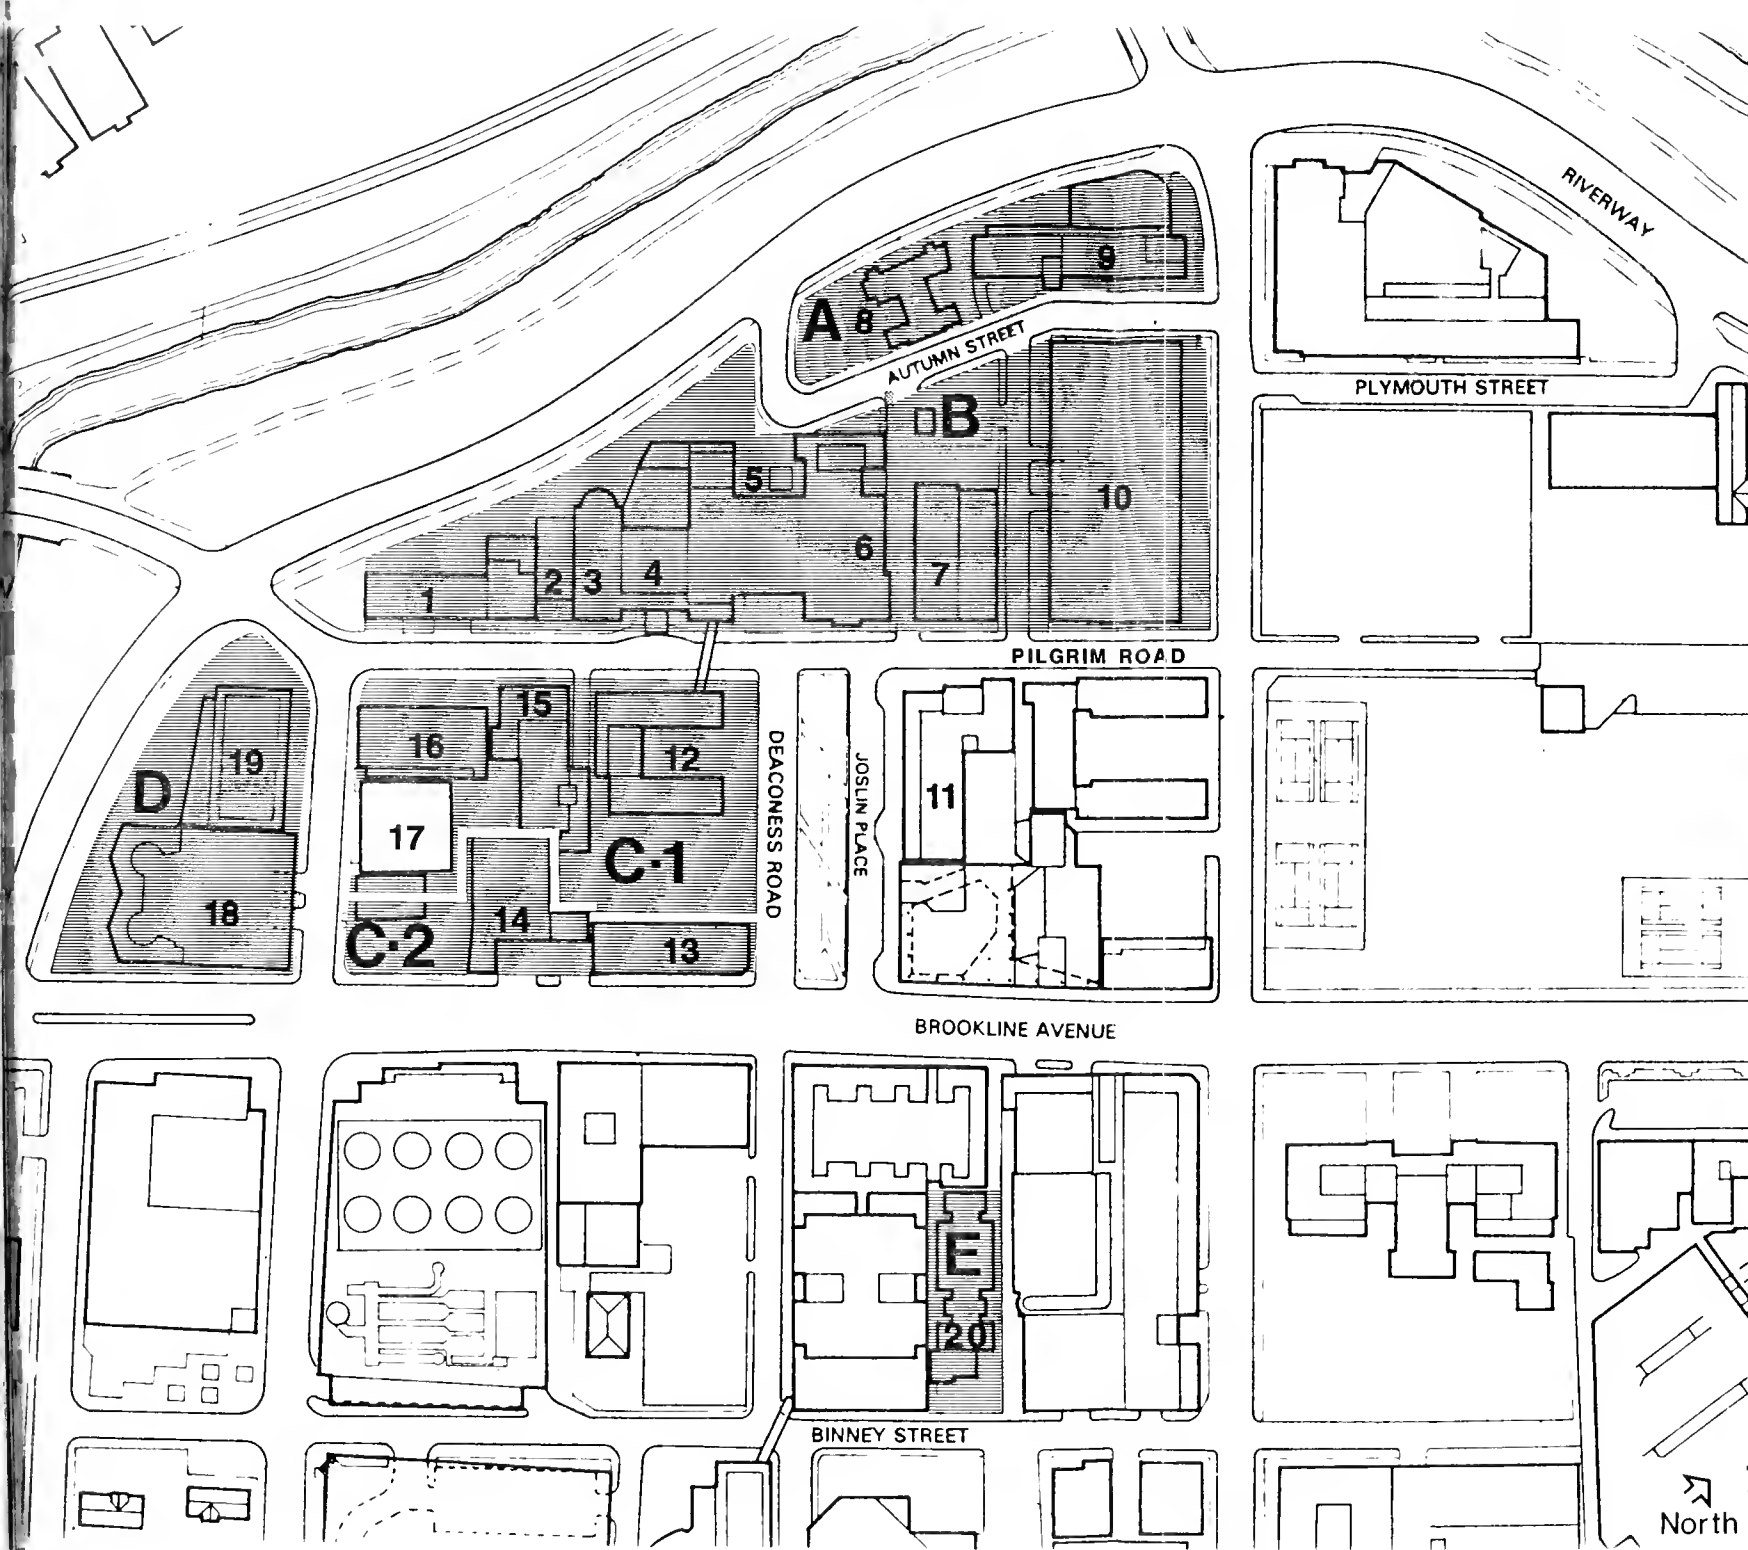 RIVERWAY
9
A
8
AUTUMN STREET
PLYMOUTH STREET
B
5
10
6
1
2
3
4
7
PILGRIM ROAD
15
16
12
19
D
DEACONESS ROAD
JOSLIN PLACE
11
17
C·1
18
14
C·2
13
BROOKLINE AVENUE
E
20
BINNEY STREET
North